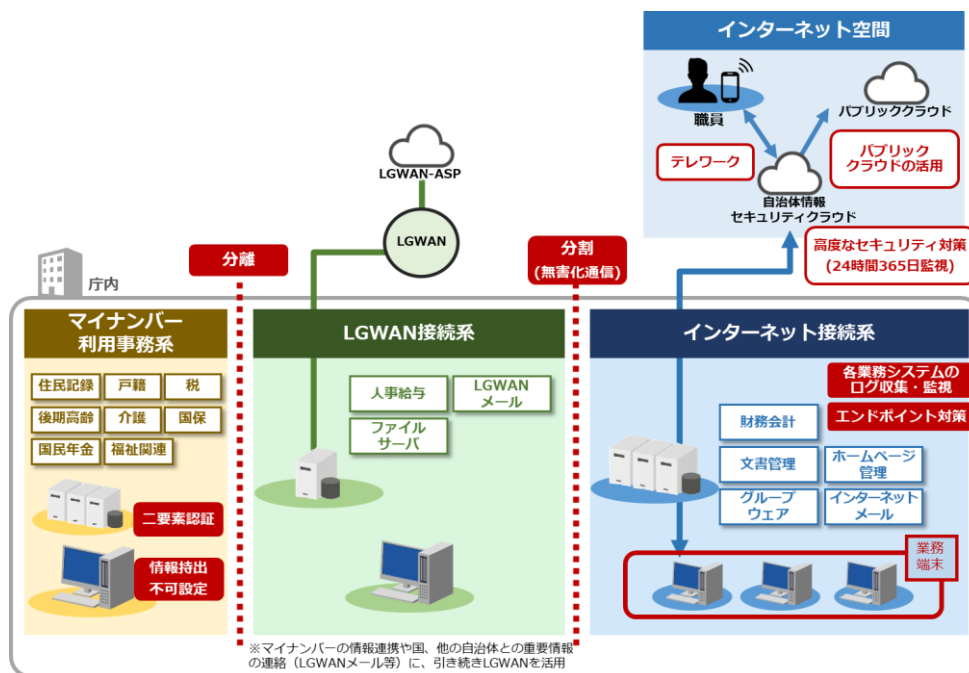 インターネット空間
職員
パブリッククラウド
テレワーク
パブリック
クラウドの活用
自治体情報
セキュリティクラウド
高度なセキュリティ対策
(24時間365日監視)
LGWAN-ASP
LGWAN
分離
分割
(無害化通信)
庁内
マイナンバー
利用事務系
住民記録
戸籍
税
後期高齢
介護
国保
国民年金
福祉関連
二要素認証
情報持出
不可設定
LGWAN接続系
人事給与
LGWAN
メール
ファイル
サーバ
インターネット接続系
各業務システムの
ログ収集・監視
エンドポイント対策
財務会計
文書管理
ホームページ
管理
グループ
ウェア
インターネット
メール
業務
端末
※マイナンバーの情報連携や国、他の自治体との重要情報
の連絡（LGWANメール等）に、引き続きLGWANを活用